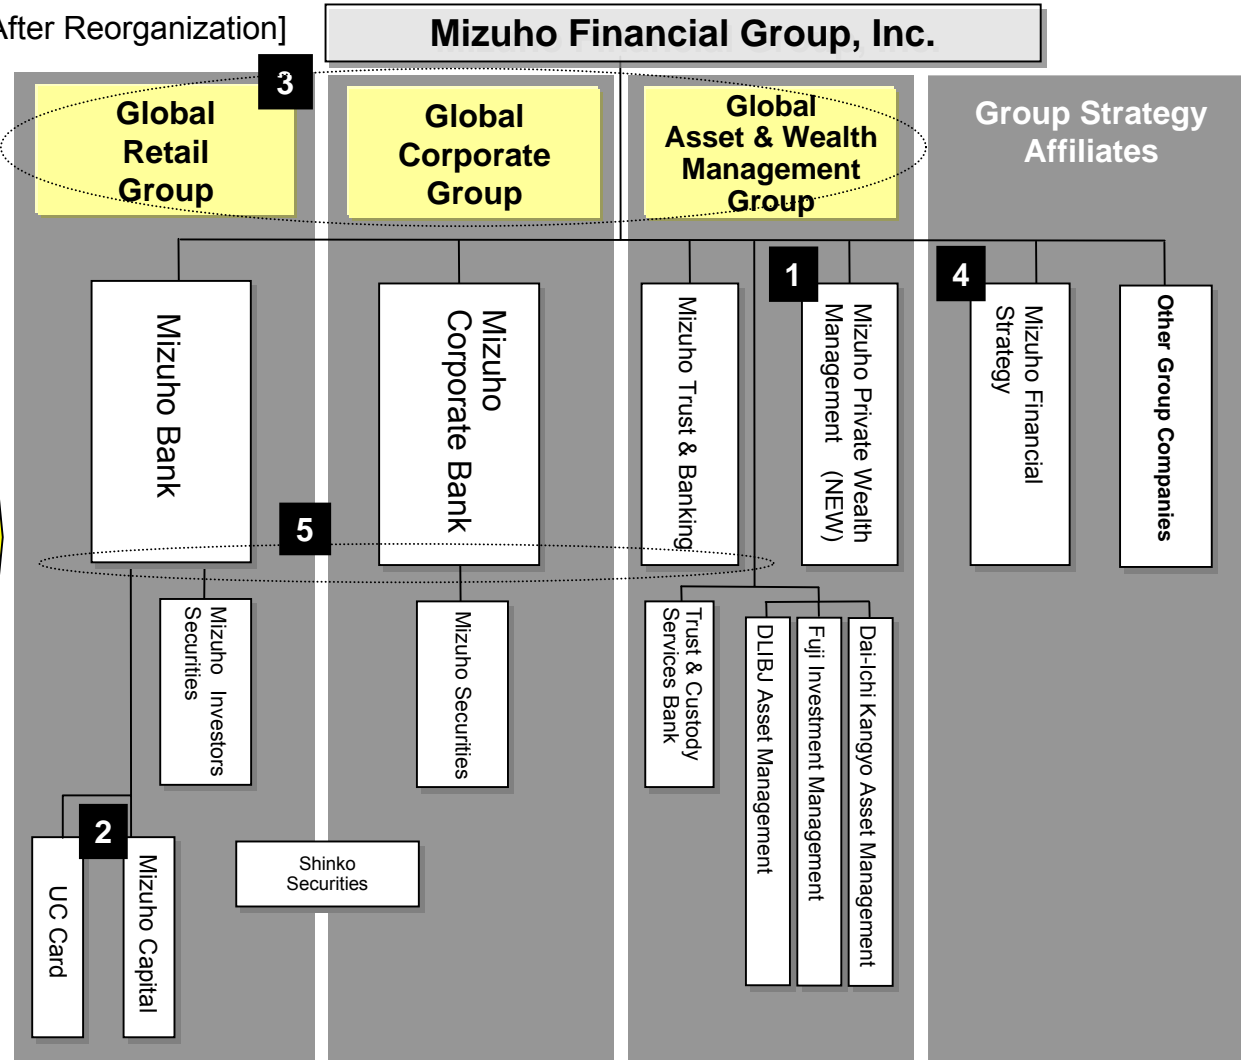 After Reorganization]
Mizuho Financial Group, Inc.
3
Global
Retail
Group
Global
Corporate
Group
Global
Asset & Wealth
Management
Group
Group Strategy
Affiliates
1
4
Mizuho Bank
Mizuho
Corporate Bank
Mizuho Trust & Banking
Mizuho Private Wealth
Management (NEW)
Mizuho Financial
Strategy
Other Group Companies
5
Mizuho Investors
Securities
Mizuho Securities
Trust & Custody
Services Bank
DLIBJ Asset Management
Fuji Investment Management
Dai-Ichi Kangyo Asset Management
2
UC Card
Mizuho Capital
Shinko
Securities